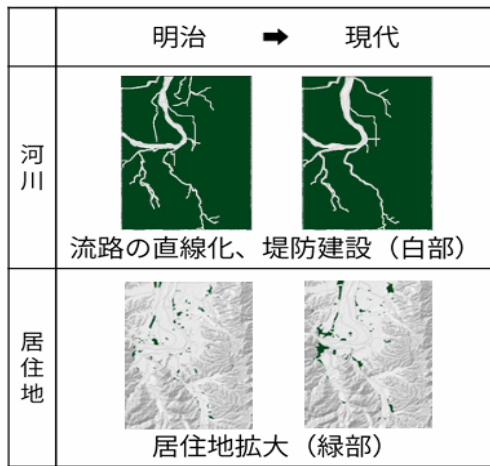 明治 ➡ 現代
河川
流路の直線化、堤防建設（白部）
居住地
居住地拡大（緑部）